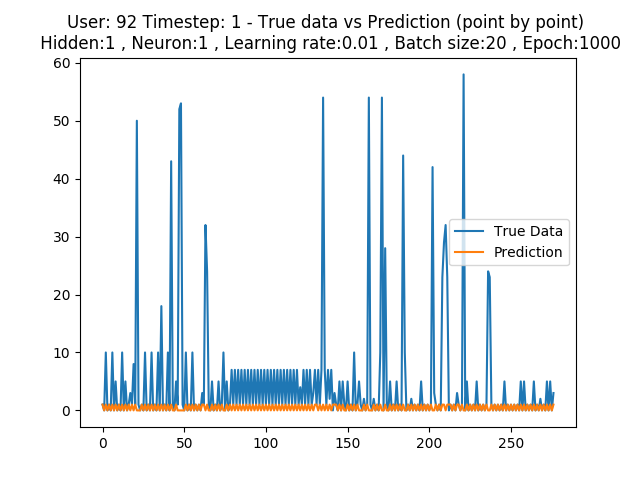 User: 92 Timestep: 1 - True data vs Prediction (point by point)
Hidden:1 , Neuron:1 , Learning rate:0.01 , Batch size:20 , Epoch:1000
60
50
40
30
20
10
0
True Data
Prediction
0 50 100 150 200 250